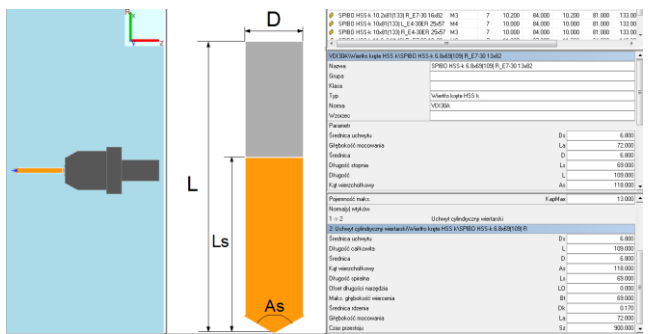 R
X
Y
Z
D
L
Ls
As
SPIBO HSS-k 10.2x81(133) R_E7-30 16x82 M3 7 10.200 84.000 10.200 81.000 133.00
SPIBO HSS-k 10x81(133) L_E4-30ER 25x57 M4 7 10.000 84.000 10.000 81.000 133.00
SPIBO HSS-k 10x81(133) R_E4-30ER 25x57 M3 7 10.000 84.000 10.000 81.000 133.00
VDI30A\Wiertło kręte HSS k\SPIBO HSS-k 6.8x69(109) R_E7-30 13x82
Nazwa SPIBO HSS-k 6.8x69(109) R_E7-30 13x82
Grupa
Klasa
Typ Wiertło kręte HSS k
Norma VDI30A
Wzorzec
Parametr
Średnica uchwytu Ds 6.800
Głębokość mocowania La 72.000
Średnica D 6.800
Długość stopnia Ls 69.000
Długość L 109.000
Kąt wierzchołkowy As 118.000
Pojemność maks. KapMax 13.000
Norma(y) wtyków
1 -> 2 Uchwyt cylindryczny wiertarski
2: Uchwyt cylindryczny wiertarski\Wiertło kręte HSS k\SPIBO HSS-k 6.8x69(109) R
Średnica uchwytu Ds 6.800
Długość całkowita L 109.000
Średnica D 6.800
Kąt wierzchołkowy As 118.000
Długość spiralna Ls 69.000
Ofset długości narzędzia LO 0.000
Maks. głębokość wiercenia Bt 69.000
Średnica rdzenia Dk 0.170
Głębokość mocowania La 72.000
Czas przestoju Sz 900.000